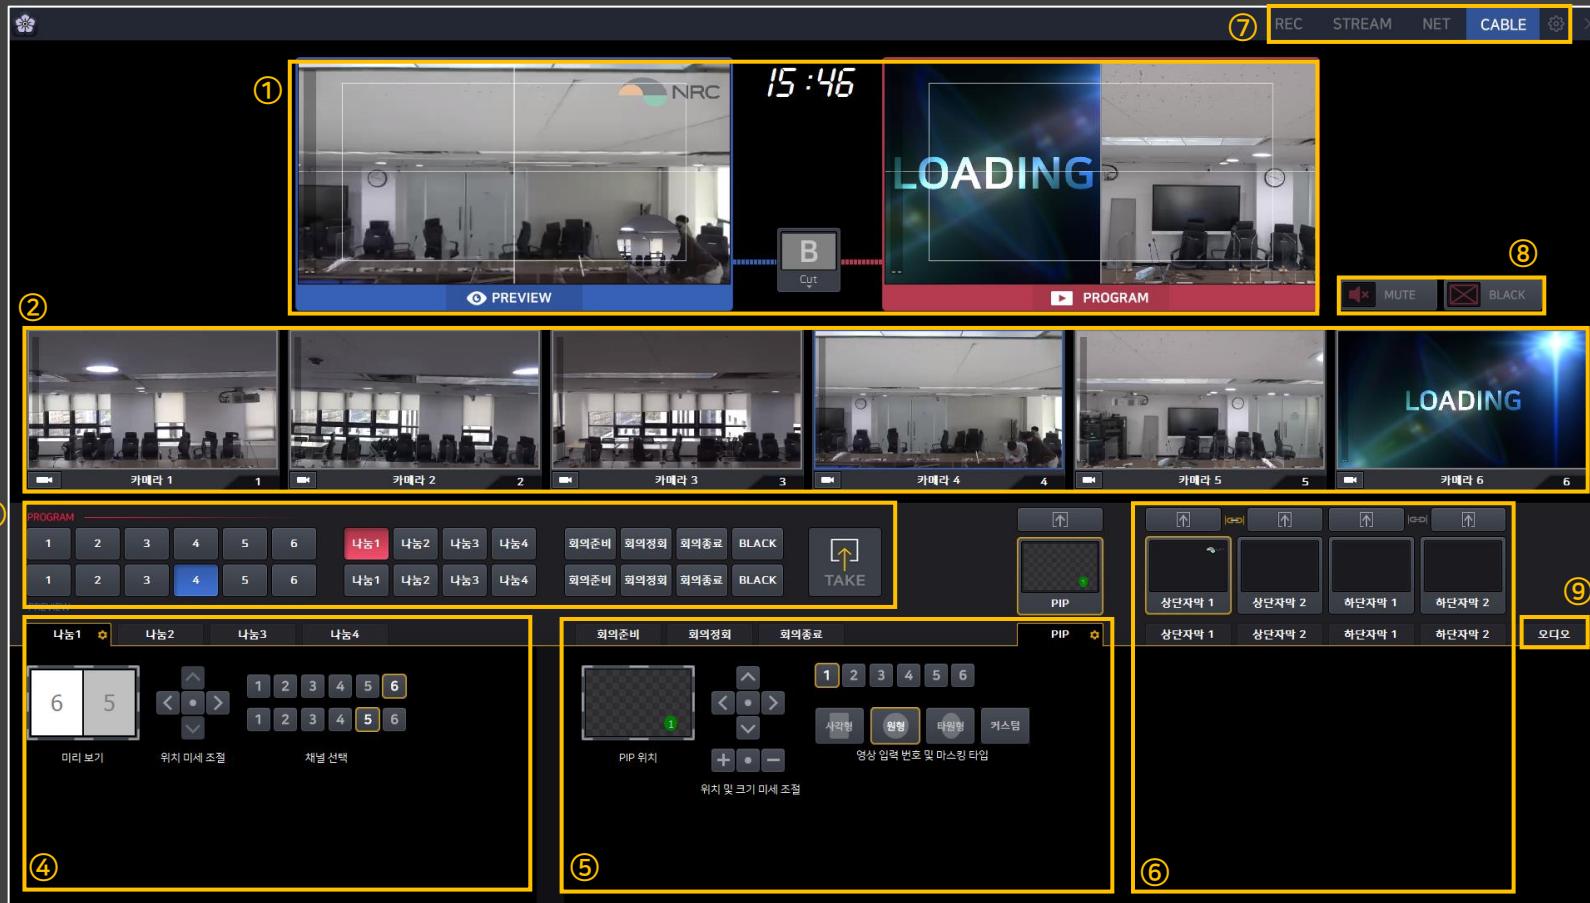 ⑦ REC STREAM NET CABLE
①
NRC
15:46
LOADING
B
Cut
PREVIEW
PROGRAM
⑧
MUTE BLACK
②
LOADING
카메라 1 1
카메라 2 2
카메라 3 3
카메라 4 4
카메라 5 5
카메라 6 6
PROGRAM
1 2 3 4 5 6 나눔1 나눔2 나눔3 나눔4 회의준비 회의정회 회의종료 BLACK
1 2 3 4 5 6 나눔1 나눔2 나눔3 나눔4 회의준비 회의정회 회의종료 BLACK
TAKE
PREVIEW
1
PIP
상단자막 1 상단자막 2 하단자막 1 하단자막 2
⑨
나눔1 나눔2 나눔3 나눔4
회의준비 회의정회 회의종료 PIP
상단자막 1 상단자막 2 하단자막 1 하단자막 2 오디오
6 5
1 2 3 4 5 6
1 2 3 4 5 6
미리 보기 위치 미세 조절 채널 선택
1
1 2 3 4 5 6
사각형 원형 타원형 커스텀
PIP 위치
영상 입력 번호 및 마스킹 타입
위치 및 크기 미세 조절
④
⑤
⑥